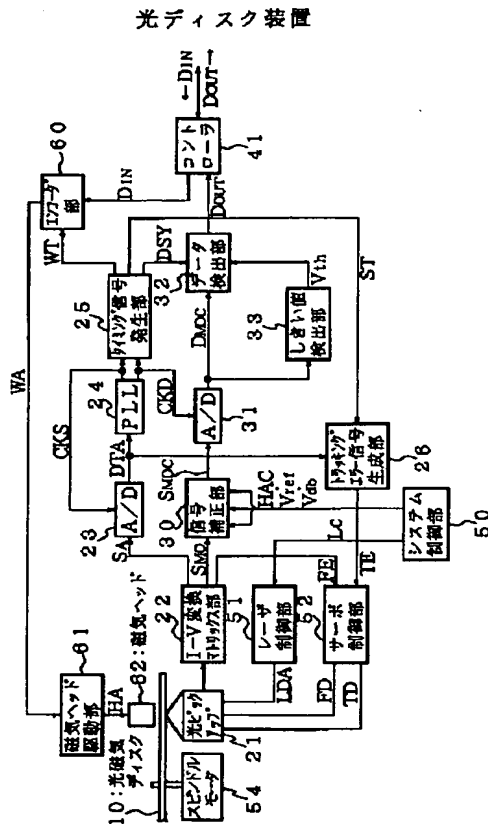 光ディスク装置
WA
60
エンコーダ
部
DIN
WT
←DIN
DOUT→
コント
ローラ
41
61
磁気ヘッド
駆動部
HA
62:磁気ヘッド
10:光磁気
ディスク
CKS
23
A/D
SA
DTA
24
PLL
25
タイミング信号
発生部
DSY
CKD
32
データ
検出部
DOUT
22
I-V変換
マトリックス部
SMO
30
信号
補正部
SMDC
A/D
31
DMDC
33
しきい値
検出部
Vth
ST
HAC
Vref
Vdb
光ピック
アップ
21
スピンドル
モータ
54
51
レーザ
制御部
LDA
LC
FE
52
サーボ
制御部
FD
TD
TE
トラッキング
エラー信号
生成部
26
システム
制御部
50